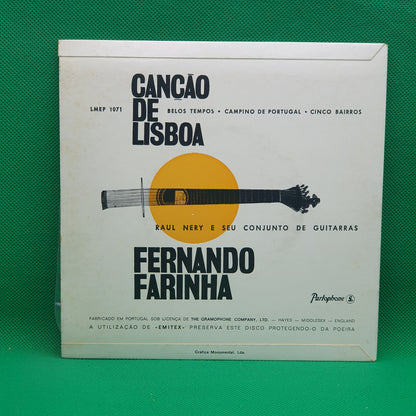 CANÇÃO
DE
LISBOA
LMEP 1071
BELOS TEMPOS • CAMPINO DE PORTUGAL • CINCO BAIRROS
RAUL NERY E SEU CONJUNTO DE GUITARRAS
FERNANDO
FARINHA
Parlophone
FABRICADO EM PORTUGAL SOB LICENÇA DE THE GRAMOPHONE COMPANY, LTD. — HAYES — MIDDLESEX — ENGLAND
A UTILIZAÇÃO DE «EMITEX» PRESERVA ESTE DISCO PROTEGENDO-O DA POEIRA
Gráfica Monumental, Lda.